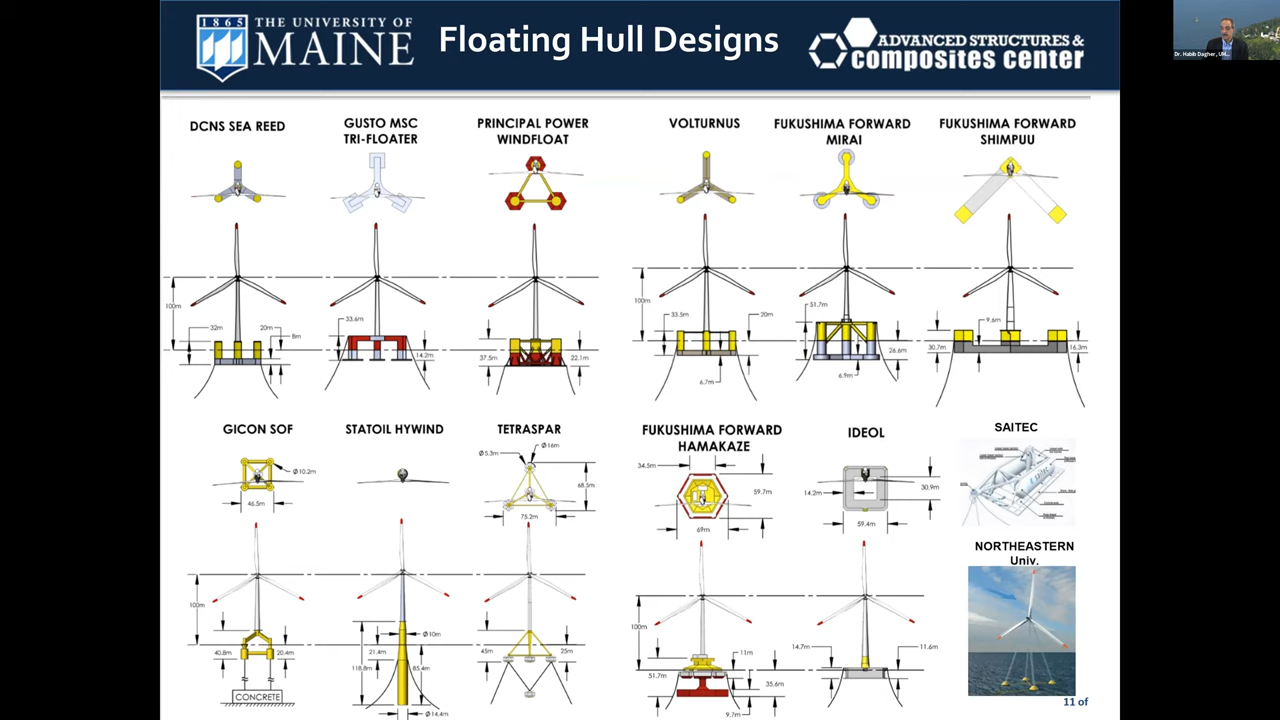 1865
THE UNIVERSITY OF
MAINE
Floating Hull Designs
ADVANCED STRUCTURES &
composites center
Dr. Habib Dagher, UM...
DCNS SEA REED
GUSTO MSC
TRI-FLOATER
PRINCIPAL POWER
WINDFLOAT
VOLTURNUS
FUKUSHIMA FORWARD
MIRAI
FUKUSHIMA FORWARD
SHIMPUU
100m
32m
20m
8m
33.6m
14.2m
37.5m
22.1m
100m
33.5m
20m
6.7m
51.7m
26.6m
6.9m
9.6m
30.7m
16.3m
GICON SOF
STATOIL HYWIND
TETRASPAR
FUKUSHIMA FORWARD
HAMAKAZE
IDEOL
SAITEC
Ø10.2m
46.5m
Ø5.3m
Ø16m
68.5m
75.2m
34.5m
59.7m
69m
14.2m
30.9m
59.4m
NORTHEASTERN
Univ.
100m
40.8m
20.4m
CONCRETE
Ø10m
21.4m
118.8m
85.4m
Ø14.4m
45m
25m
100m
51.7m
11m
35.6m
9.7m
14.7m
11.6m
11 of